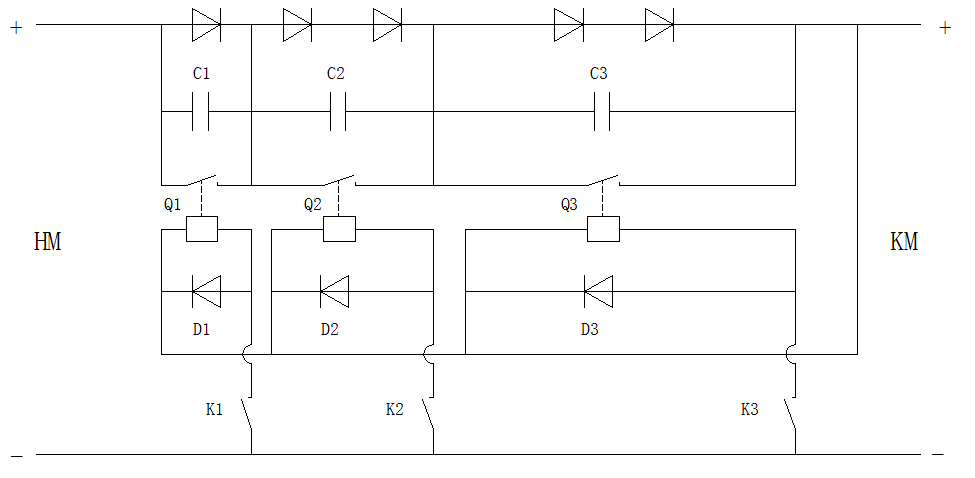 + +
C1 C2 C3
Q1 Q2 Q3
HM KM
D1 D2 D3
K1 K2 K3
− −